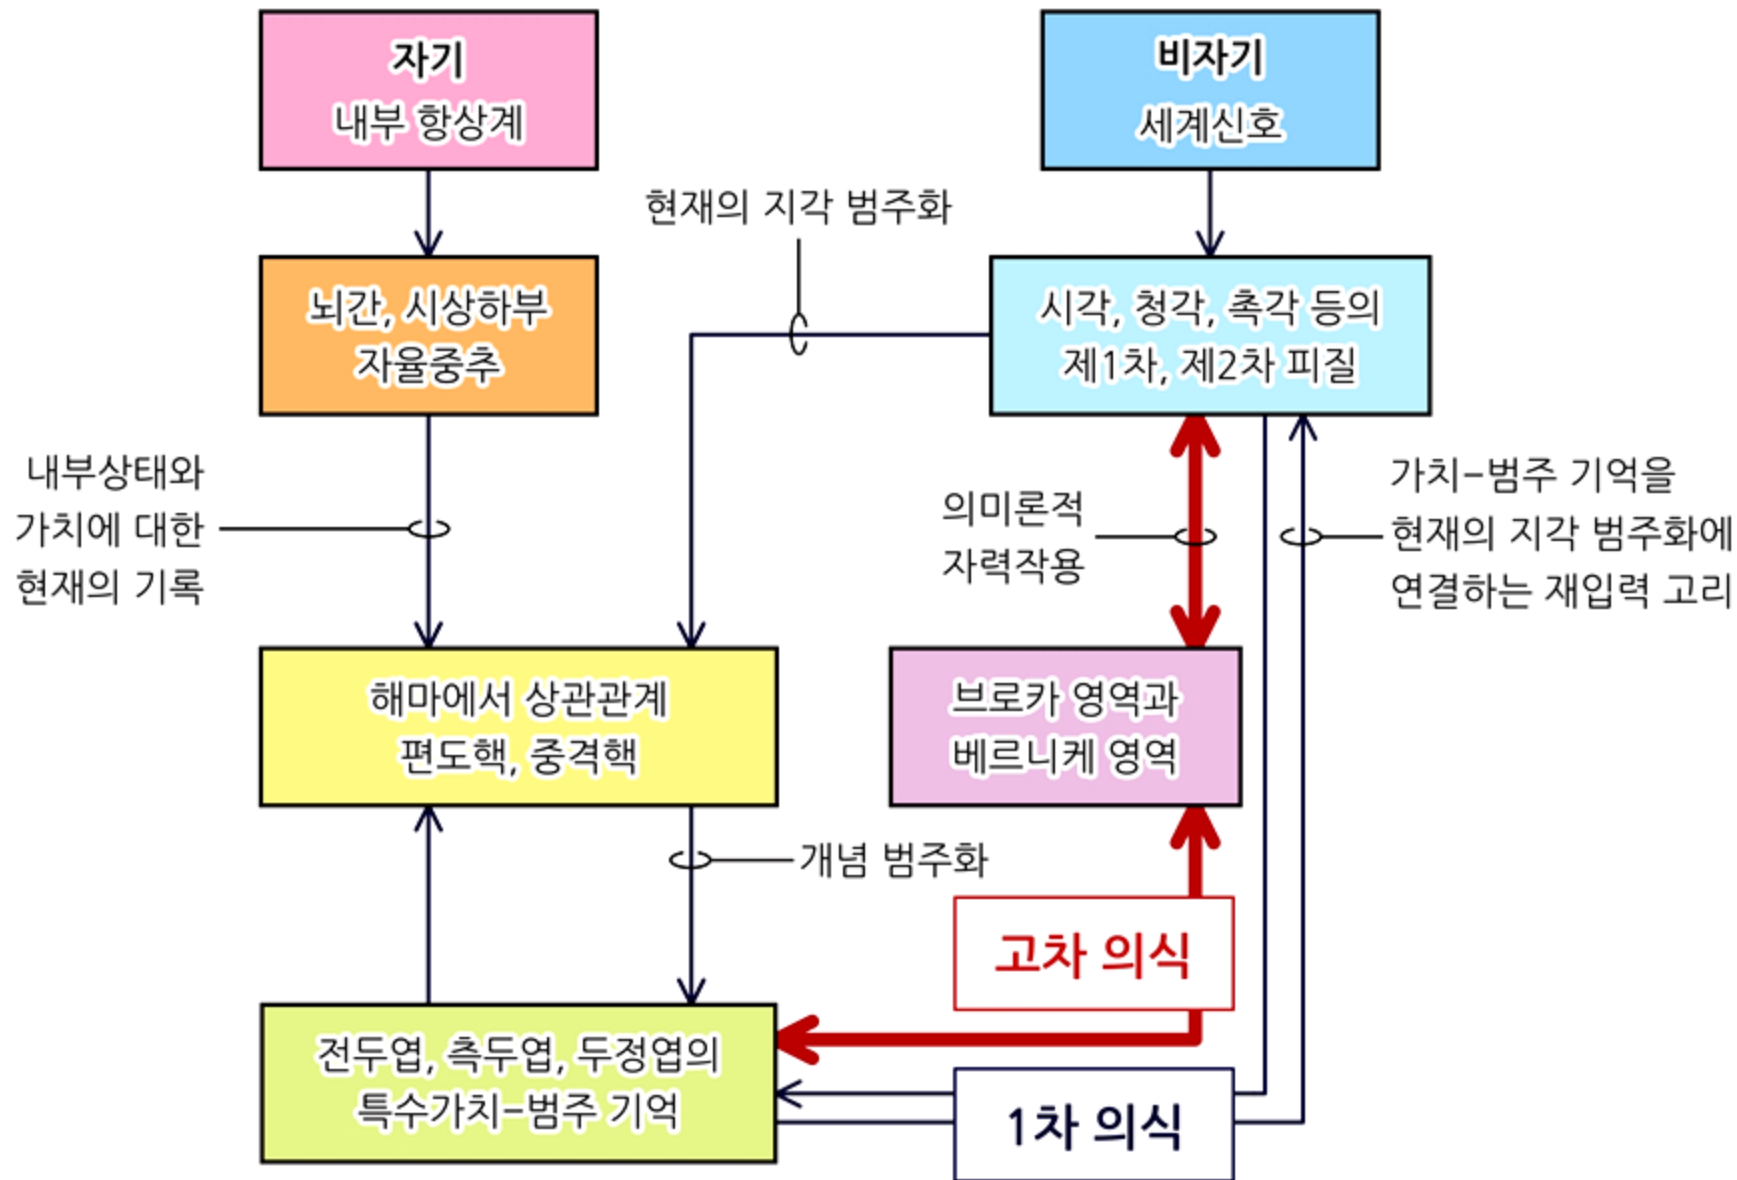 자기
내부 항상계
비자기
세계신호
현재의 지각 범주화
뇌간, 시상하부
자율중추
시각, 청각, 촉각 등의
제1차, 제2차 피질
내부상태와
가치에 대한
현재의 기록
의미론적
자력작용
가치-범주 기억을
현재의 지각 범주화에
연결하는 재입력 고리
해마에서 상관관계
편도핵, 중격핵
브로카 영역과
베르니케 영역
개념 범주화
고차 의식
전두엽, 측두엽, 두정엽의
특수가치-범주 기억
1차 의식